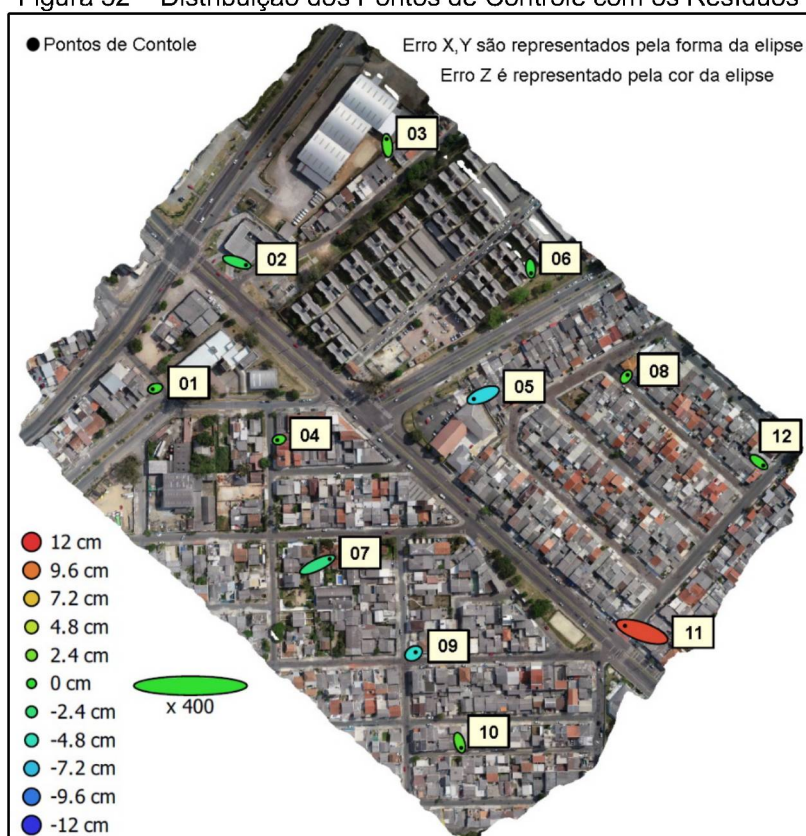 Figura 52 – Distribuição dos Pontos de Controle com os Resíduos
Pontos de Contole
Erro X,Y são representados pela forma da elipse
Erro Z é representado pela cor da elipse
03
02
06
01
05
08
04
12
07
11
09
10
12 cm
9.6 cm
7.2 cm
4.8 cm
2.4 cm
0 cm
-2.4 cm
-4.8 cm
-7.2 cm
-9.6 cm
-12 cm
x 400